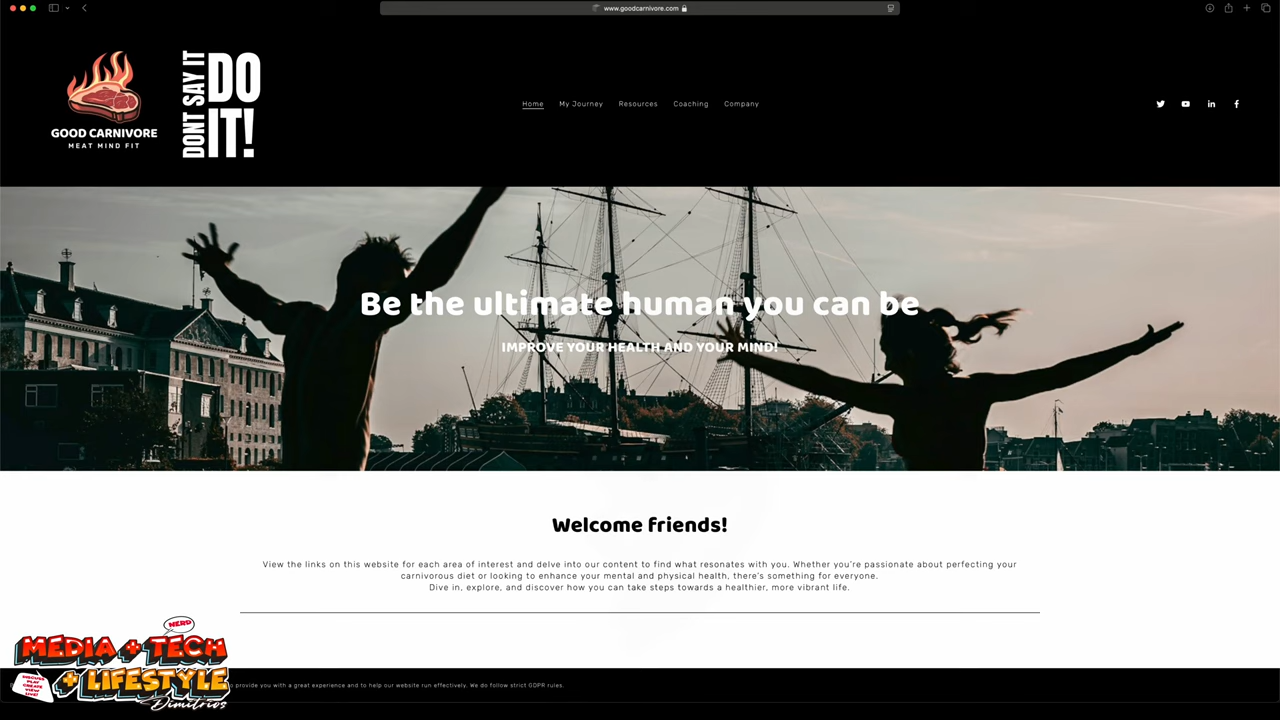 www.goodcarnivore.com
GOOD CARNIVORE
MEAT MIND FIT
DONT SAY IT
DO
IT!
Home
My Journey
Resources
Coaching
Company
Be the ultimate human you can be
IMPROVE YOUR HEALTH AND YOUR MIND!
Welcome friends!
View the links on this website for each area of interest and delve into our content to find what resonates with you. Whether you're passionate about perfecting your
carnivorous diet or looking to enhance your mental and physical health, there's something for everyone.
Dive in, explore, and discover how you can take steps towards a healthier, more vibrant life.
NERD
MEDIA + TECH
+ LIFESTYLE
DISCUSS
PLAY
CREATE
VIEW
LIVE!
Dimitrios
to provide you with a great experience and to help our website run effectively. We do follow strict GDPR rules.